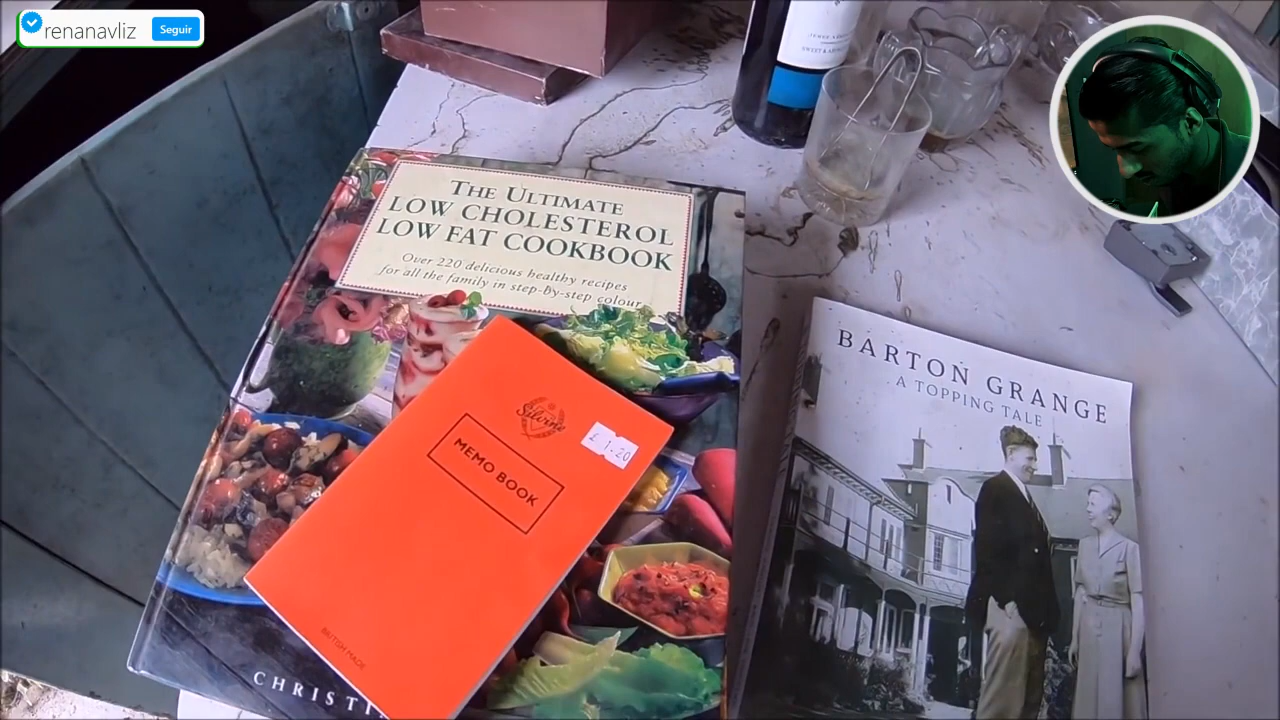 renanavliz
Seguir
THE ULTIMATE
LOW CHOLESTEROL
LOW FAT COOKBOOK
Over 220 delicious healthy recipes
for all the family in step-by-step colour
Silvine
£1.20
MEMO BOOK
BRITISH MADE
CHRISTI
BARTON GRANGE
A TOPPING TALE